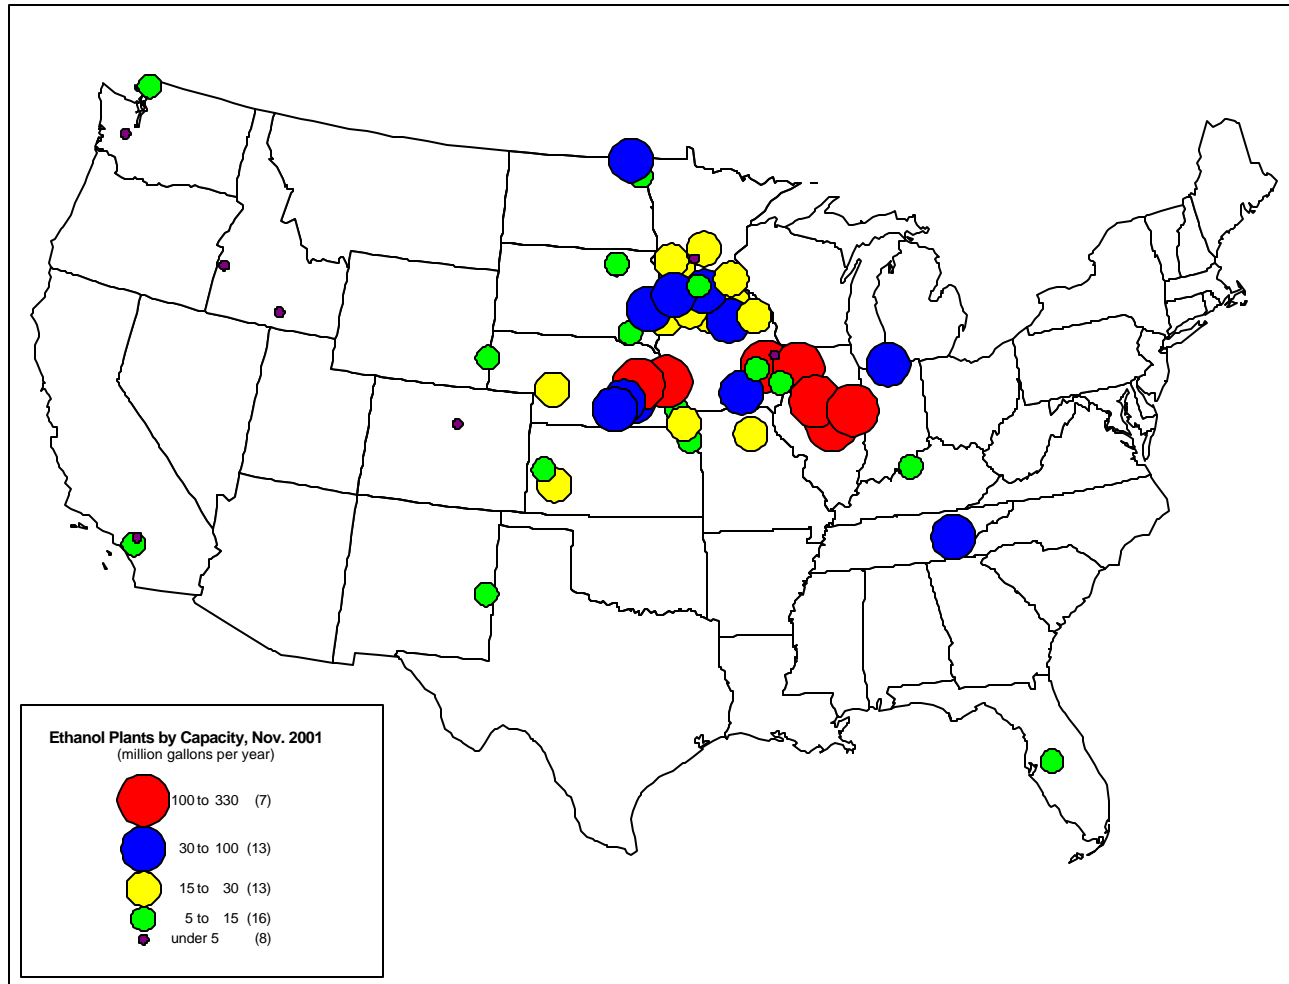 Ethanol Plants by Capacity, Nov. 2001
(million gallons per year)
100 to 330 (7)
30 to 100 (13)
15 to 30 (13)
5 to 15 (16)
under 5 (8)